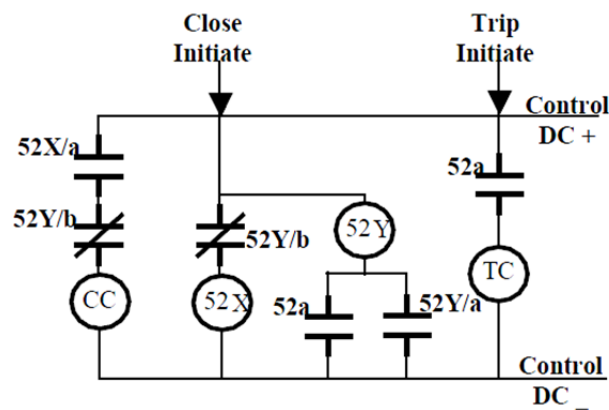 Close
Initiate
Trip
Initiate
Control
DC +
52X/a
52a
52Y/b
52Y/b
52Y
CC
52X
52a
52Y/a
TC
Control
DC _